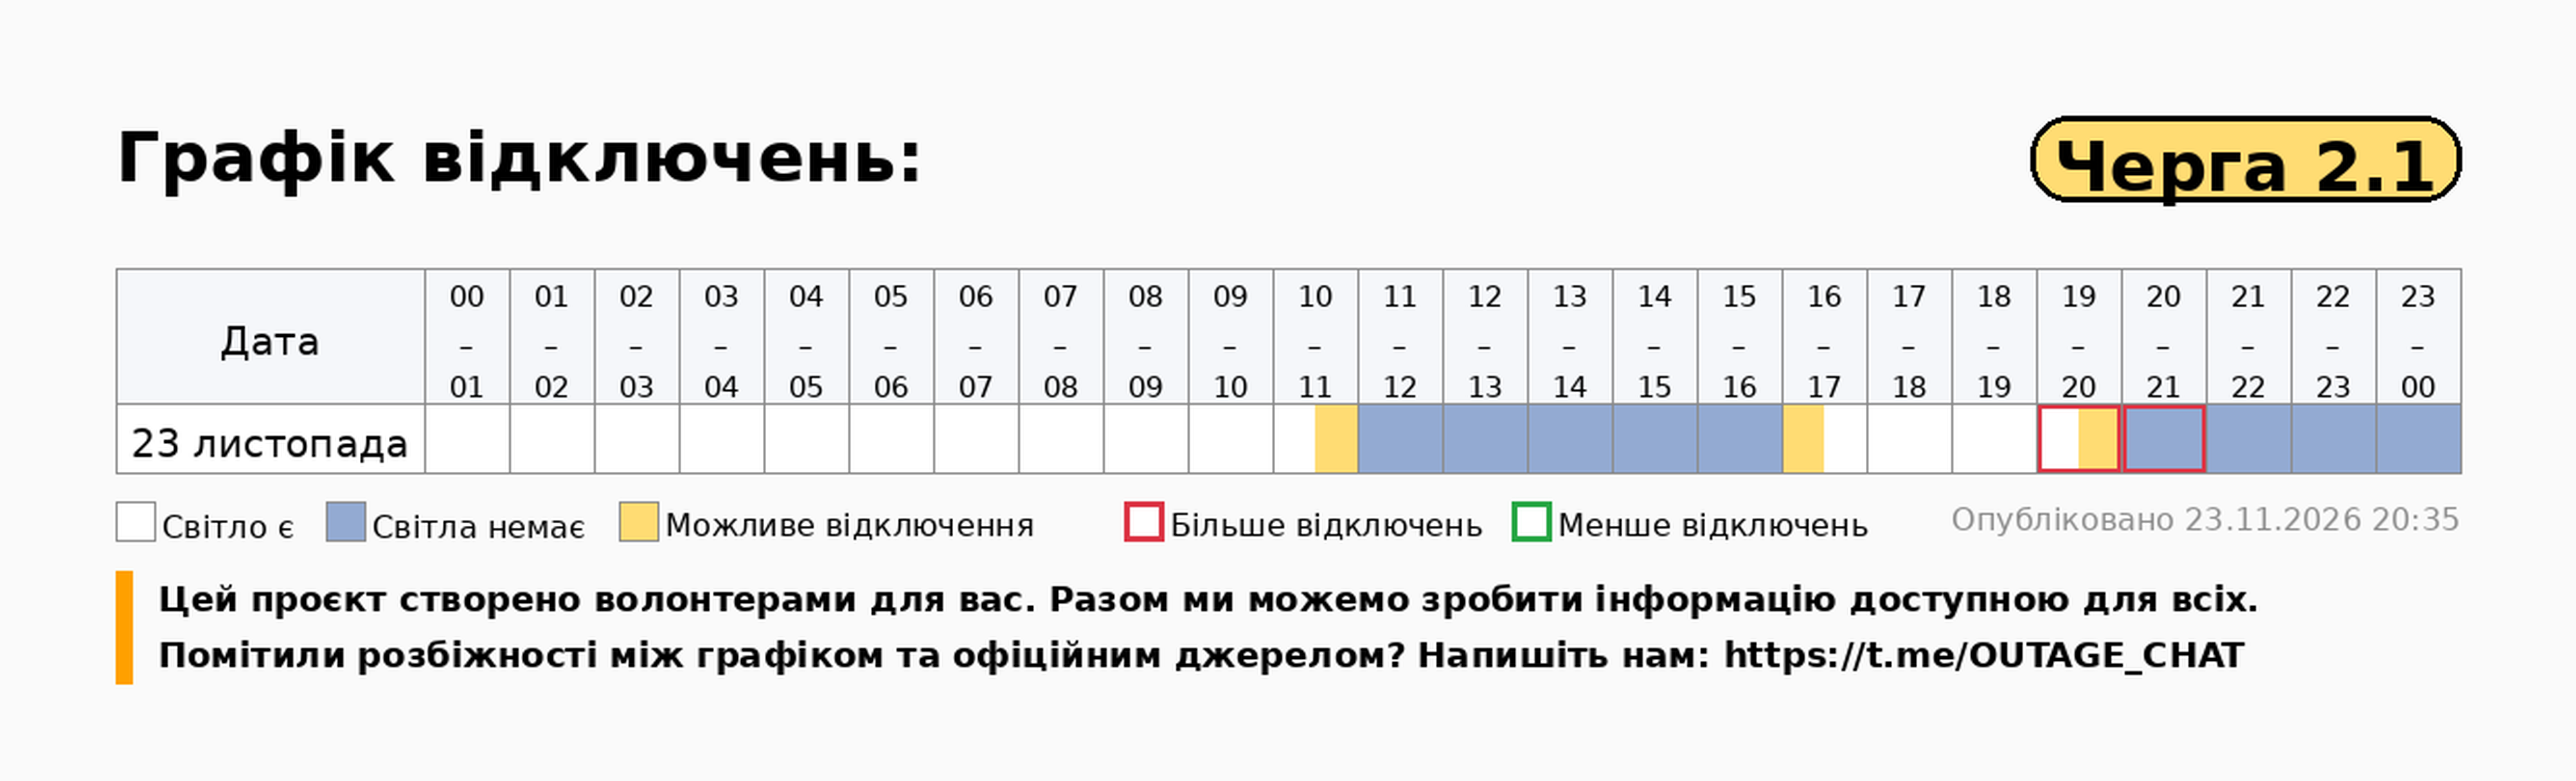 Графік відключень:
Черга 2.1
Дата 00 – 01 01 – 02 02 – 03 03 – 04 04 – 05 05 – 06 06 – 07 07 – 08 08 – 09 09 – 10 10 – 11 11 – 12 12 – 13 13 – 14 14 – 15 15 – 16 16 – 17 17 – 18 18 – 19 19 – 20 20 – 21 21 – 22 22 – 23 23 – 00
23 листопада
Світло є Світла немає Можливе відключення Більше відключень Менше відключень Опубліковано 23.11.2026 20:35
Цей проєкт створено волонтерами для вас. Разом ми можемо зробити інформацію доступною для всіх.
Помітили розбіжності між графіком та офіційним джерелом? Напишіть нам: https://t.me/OUTAGE_CHAT